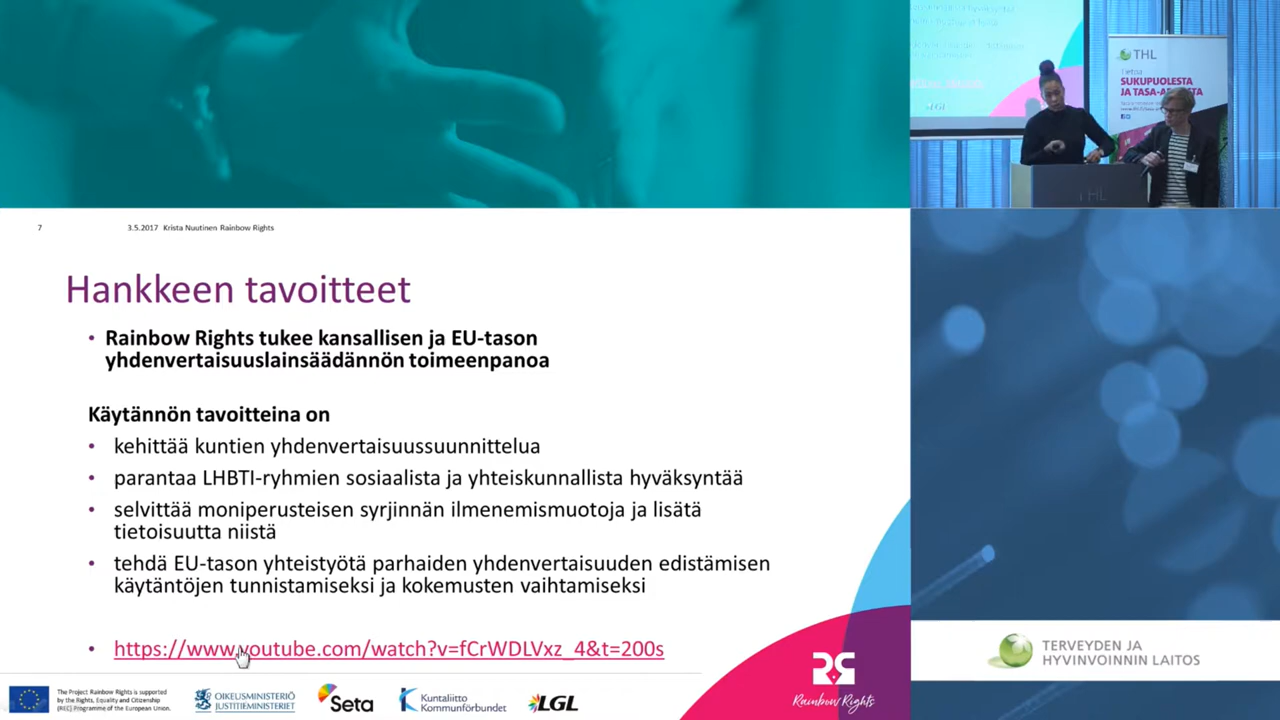 7
3.5.2017 Krista Nuutinen Rainbow Rights
Hankkeen tavoitteet
• Rainbow Rights tukee kansallisen ja EU-tason
yhdenvertaisuuslainsäädännön toimeenpanoa
Käytännön tavoitteina on
• kehittää kuntien yhdenvertaisuussuunnittelua
• parantaa LHBTI-ryhmien sosiaalista ja yhteiskunnallista hyväksyntää
• selvittää moniperusteisen syrjinnän ilmenemismuotoja ja lisätä
tietoisuutta niistä
• tehdä EU-tason yhteistyötä parhaiden yhdenvertaisuuden edistämisen
käytäntöjen tunnistamiseksi ja kokemusten vaihtamiseksi
• https://www.youtube.com/watch?v=fCrWDLVxz_4&t=200s
The Project Rainbow Rights is supported
by the Rights, Equality and Citizenship
(REC) Programme of the European Union.
OIKEUSMINISTERIÖ
JUSTITIEMINISTERIET
Seta
Kuntaliitto
Kommunförbundet
LGL
RR
Rainbow Rights
THL
Tietoa
SUKUPUOLESTA
JA
THL
TERVEYDEN JA
HYVINVOINNIN LAITOS